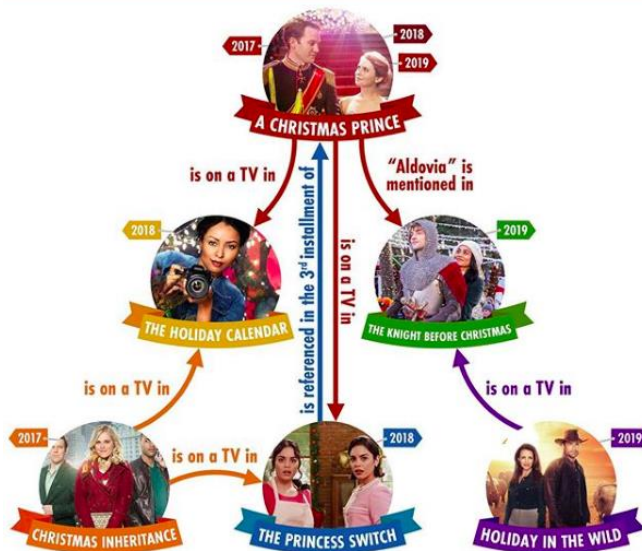 2017
2018
2019
A CHRISTMAS PRINCE
is on a TV in
"Aldovia" is
mentioned in
is referenced in the 3rd installment of
is on a TV in
2018
THE HOLIDAY CALENDAR
2019
THE KNIGHT BEFORE CHRISTMAS
is on a TV in
is on a TV in
2017
CHRISTMAS INHERITANCE
is on a TV in
2018
THE PRINCESS SWITCH
2019
HOLIDAY IN THE WILD